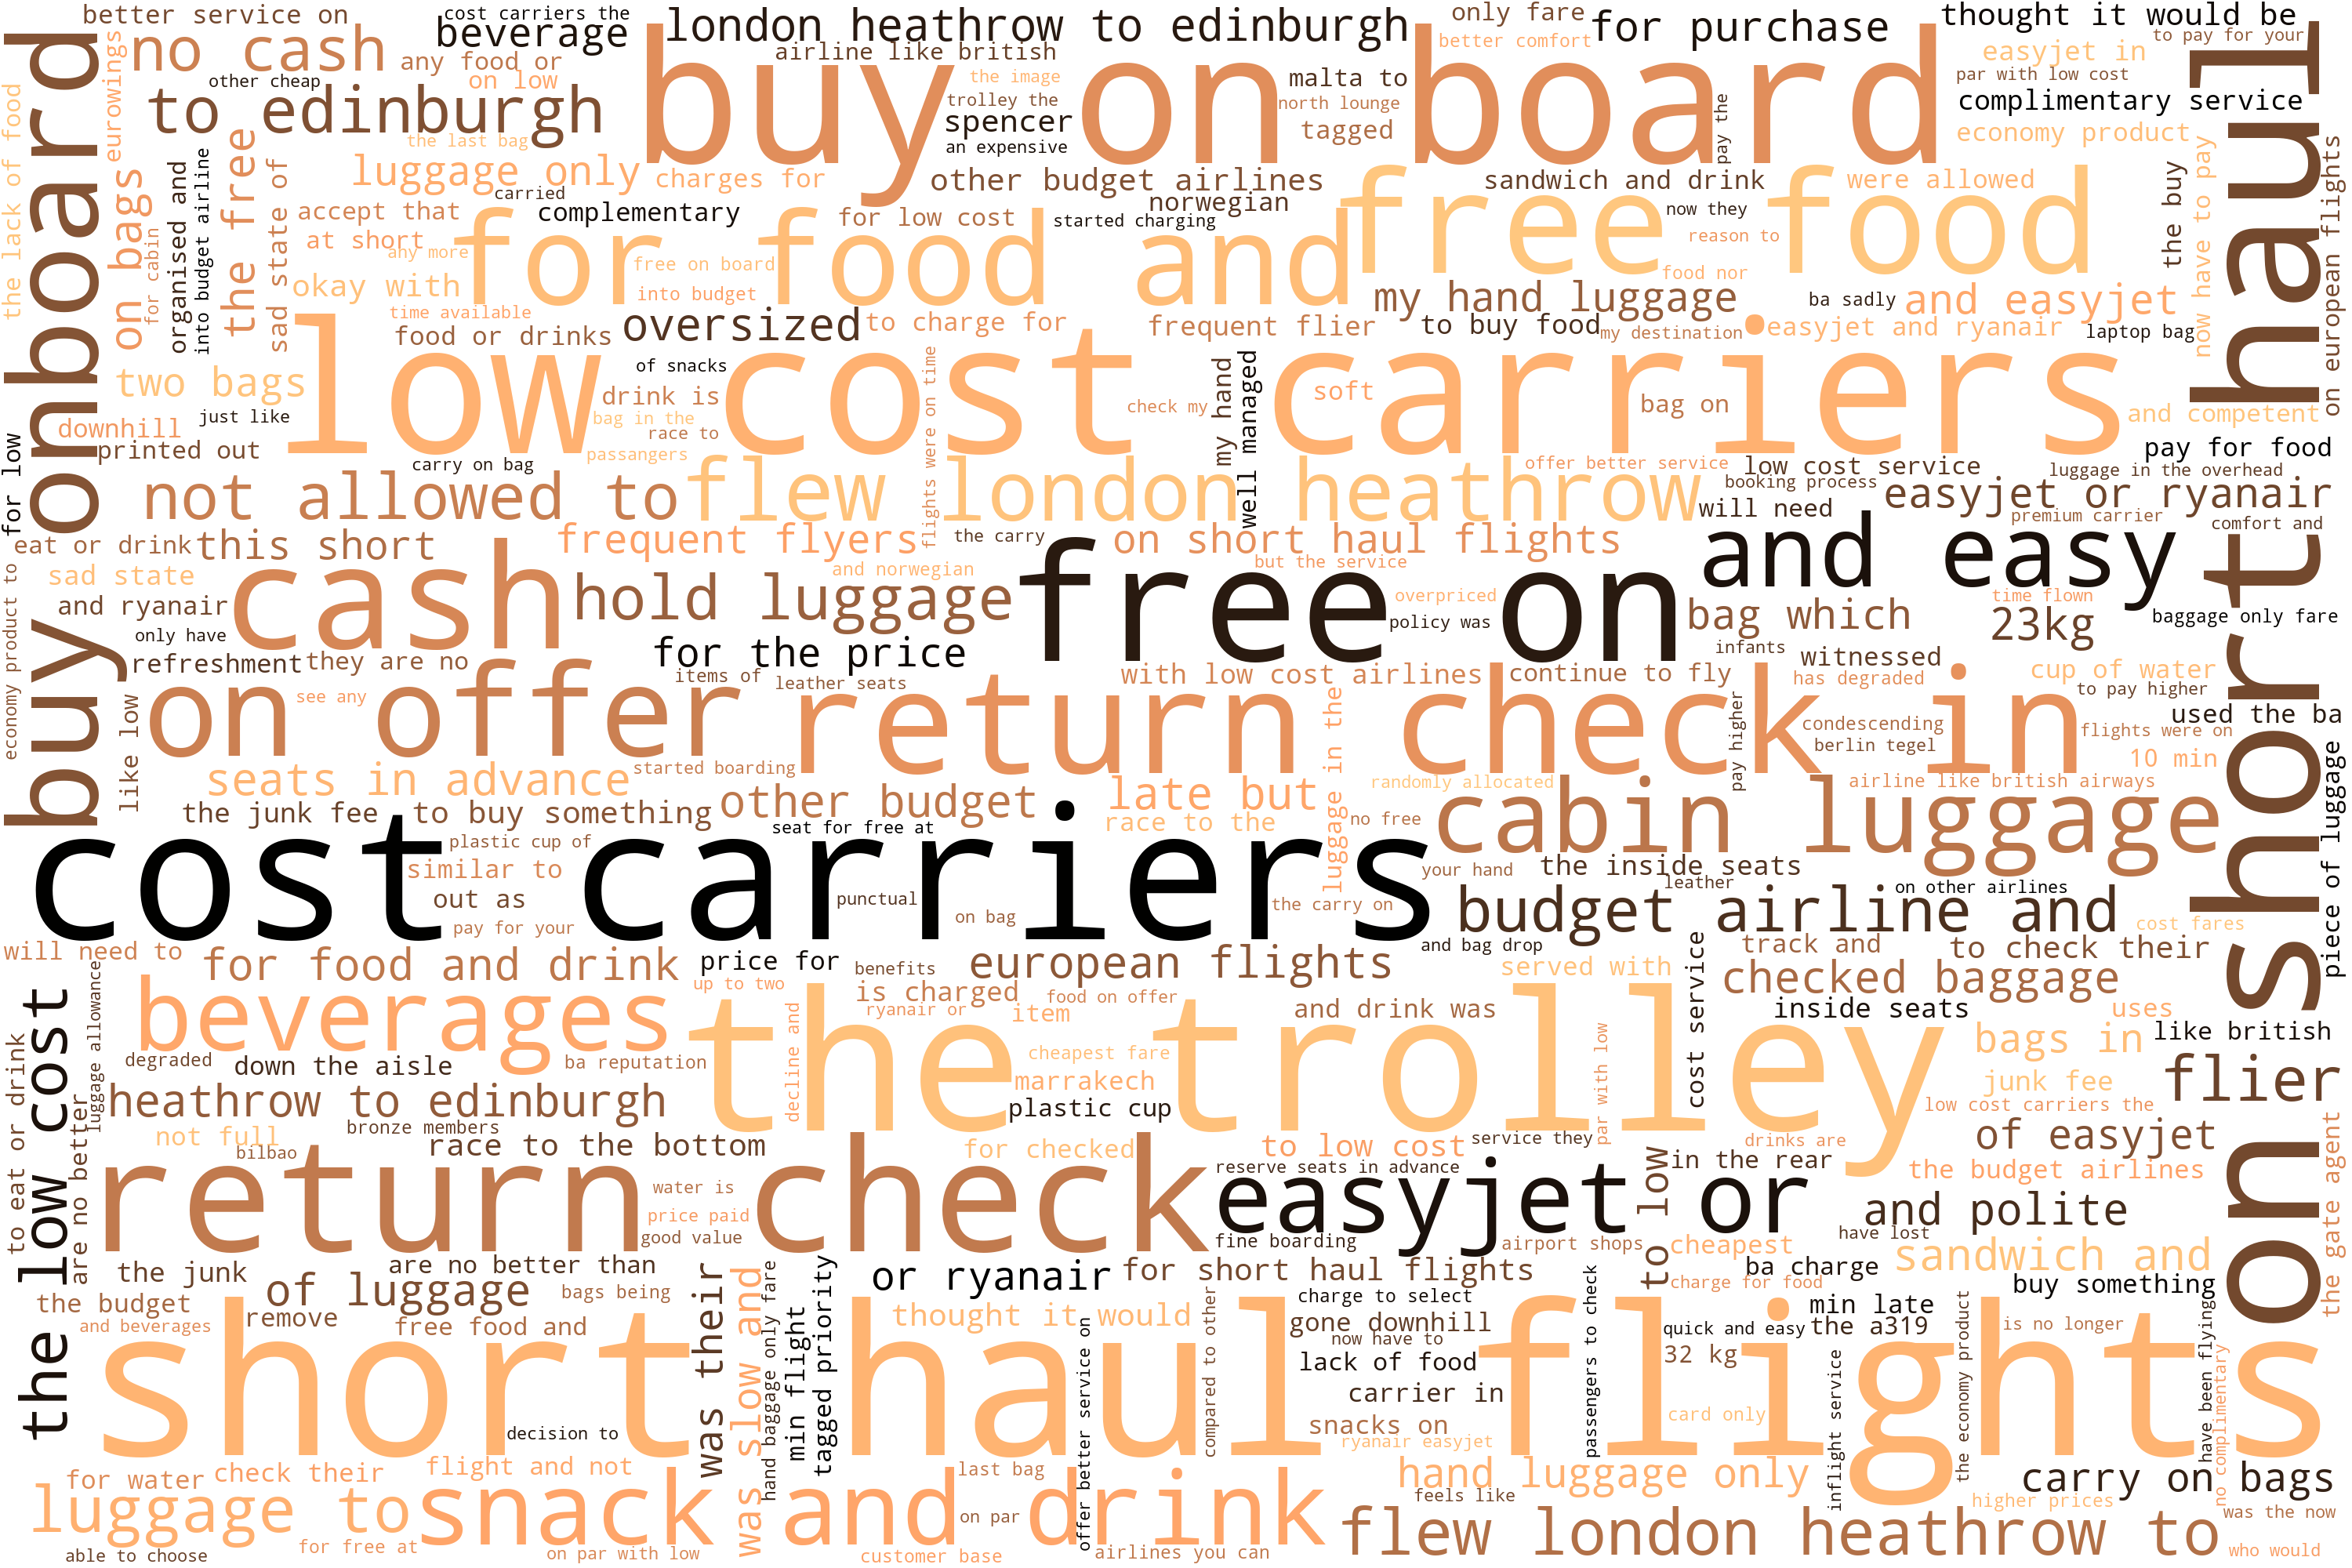 better service on
cost carriers the
beverage
london heathrow to edinburgh
only fare
for purchase
thought it would be
to pay for your
no cash
any food or
on low
other cheap
airline like british
better comfort
easyjet in
par with low cost
buy on board
the image
malta to
trolley the
north lounge
spencer
tagged
an expensive
pay the
complimentary service
economy product
to edinburgh
the last bag
luggage only
charges for
other budget airlines
sandwich and drink
were allowed
carried
norwegian
now they
accept that
complementary
for low cost
started charging
reason to
at short
any more
free food
for food and
free on board
food nor
okay with
into budget
my hand luggage
ba sadly
and easyjet
time available
food or drinks
oversized
to charge for
frequent flier
to buy food
my destination
easyjet and ryanair
laptop bag
low cost carriers
of snacks
two bags
drink is
soft
bag on
check my
just like
bag in the
and competent
downhill
race to
printed out
passangers
pay for food
carry on bag
offer better service
low cost service
luggage in the overhead
not allowed to
flew london heathrow
booking process
easyjet or ryanair
will need
premium carrier
comfort and
eat or drink
this short
frequent flyers
the carry
on short haul flights
and easy
sad state
cash
and norwegian
but the service
hold luggage
free on
overpriced
time flown
and ryanair
bag which
23kg
baggage only fare
only have
policy was
for the price
infants
refreshment
they are no
items of
leather seats
with low cost airlines
continue to fly
witnessed
has degraded
cup of water
to pay higher
on offer
see any
return check in
condescending
berlin tegel
used the ba
flights were on
seats in advance
started boarding
randomly allocated
airline like british airways
10 min
the junk fee
to buy something
other budget
late but
race to the
cabin luggage
seat for free at
no free
plastic cup of
cost carriers
similar to
your hand
the inside seats
out as
punctual
leather
on other airlines
pay for your
on bag
the carry on
budget airline and
cost fares
will need to
for food and drink
price for
benefits
european flights
and bag drop
served with
track and
to check their
up to two
is charged
food on offer
checked baggage
beverages
the trolley
ryanair or
item
and drink was
inside seats
uses
bags in
like british
degraded
down the aisle
ba reputation
cheapest fare
marrakech
junk fee
flier
heathrow to edinburgh
plastic cup
low cost carriers the
not full
bronze members
bilbao
race to the bottom
for checked
to low cost
service they
drinks are
of easyjet
reserve seats in advance
in the rear
the budget airlines
return check
water is
price paid
good value
easyjet or
and polite
fine boarding
airport shops
cheapest
have lost
the junk
are no better than
of luggage
bags being
or ryanair
for short haul flights
charge for food
ba charge
sandwich and
buy something
the budget
and beverages
remove
free food and
thought it would
charge to select
gone downhill
now have to
quick and easy
min late
the a319
is no longer
short haul flights
lack of food
32 kg
carrier in
decision to
snacks on
card only
ryanair easyjet
for water
check their
flight and not
last bag
hand luggage only
feels like
carry on bags
higher prices
luggage to
snack and drink
on par
flew london heathrow to
was the now
able to choose
for free at
on par with low
customer base
airlines you can
who would
buy onboard
the lack of food
eurowings
on bags
for cabin
organised and
into budget airline
the free
sad state of
for low
economy product to
like low
the low cost
to eat or drink
are no better
luggage allowance
was their
was slow and
hand baggage only fare
min flight
tagged priority
decline and
flights were on time
my hand
well managed
luggage in the
pay higher
cost service
par with low
to low
offer better service on
compared to other
passengers to check
inflight service
the economy product
have been flying
no complimentary
the gate agent
piece of luggage
on short haul
the buy
now have to pay
on european flights